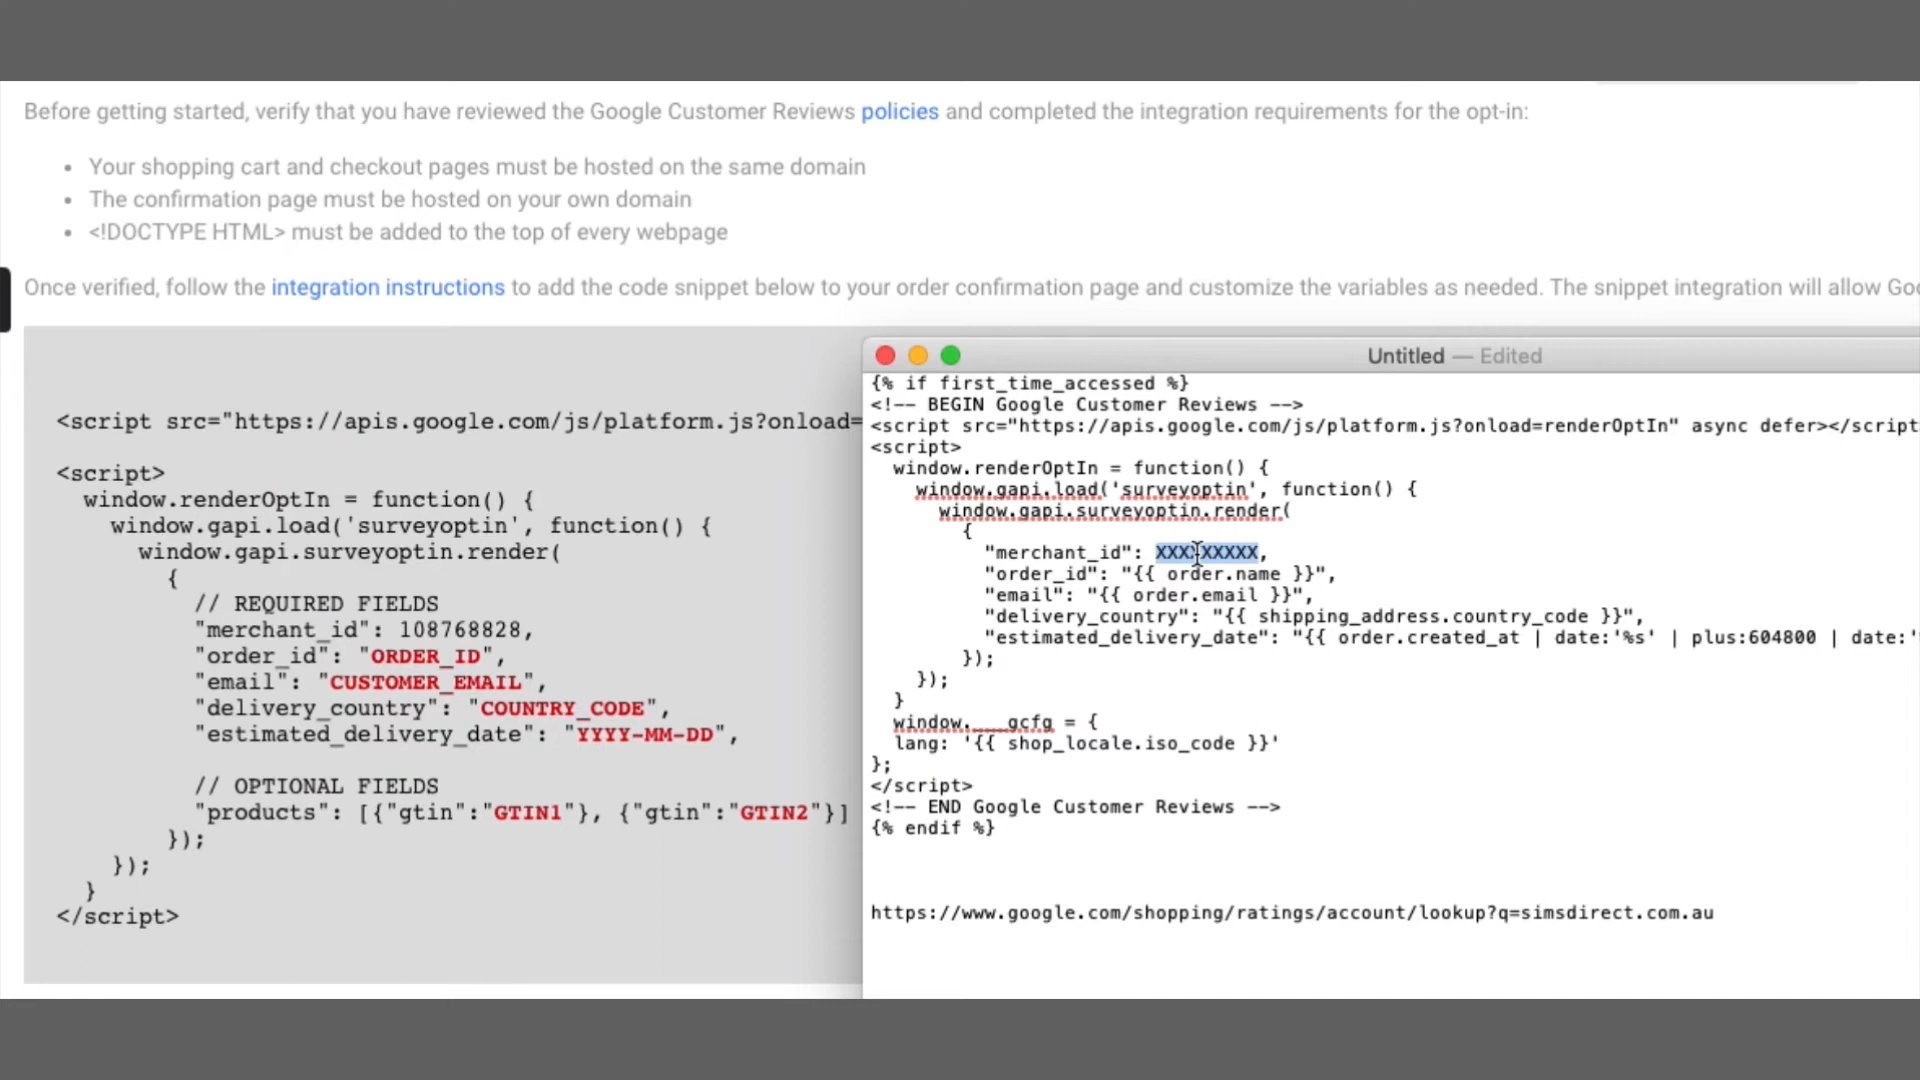 Before getting started, verify that you have reviewed the Google Customer Reviews policies and completed the integration requirements for the opt-in:
• Your shopping cart and checkout pages must be hosted on the same domain
• The confirmation page must be hosted on your own domain
• <!DOCTYPE HTML> must be added to the top of every webpage
Once verified, follow the integration instructions to add the code snippet below to your order confirmation page and customize the variables as needed. The snippet integration will allow Goo
<script src="https://apis.google.com/js/platform.js?onload=
<script>
window.renderOptIn = function() {
window.gapi.load('surveyoptin', function() {
window.gapi.surveyoptin.render(
{
// REQUIRED FIELDS
"merchant_id": 108768828,
"order_id": "ORDER_ID",
"email": "CUSTOMER_EMAIL",
"delivery_country": "COUNTRY_CODE",
"estimated_delivery_date": "YYYY-MM-DD",
// OPTIONAL FIELDS
"products": [{"gtin":"GTIN1"}, {"gtin":"GTIN2"}]
});
});
}
</script>
Untitled — Edited
{% if first_time_accessed %}
<!-- BEGIN Google Customer Reviews -->
<script src="https://apis.google.com/js/platform.js?onload=renderOptIn" async defer></script
<script>
window.renderOptIn = function() {
window.gapi.load('surveyoptin', function() {
window.gapi.surveyoptin.render(
{
"merchant_id": XXXXXXXXX,
"order_id": "{{ order.name }}",
"email": "{{ order.email }}",
"delivery_country": "{{ shipping_address.country_code }}",
"estimated_delivery_date": "{{ order.created_at | date:'%s' | plus:604800 | date:'
});
});
}
window.___gcfg = {
lang: '{{ shop_locale.iso_code }}'
};
</script>
<!-- END Google Customer Reviews -->
{% endif %}
https://www.google.com/shopping/ratings/account/lookup?q=simsdirect.com.au